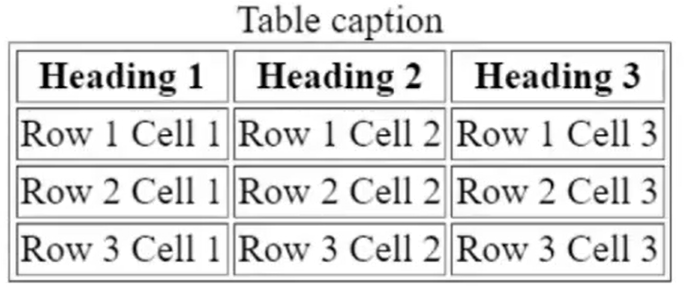 Table caption
Heading 1 Heading 2 Heading 3
Row 1 Cell 1 Row 1 Cell 2 Row 1 Cell 3
Row 2 Cell 1 Row 2 Cell 2 Row 2 Cell 3
Row 3 Cell 1 Row 3 Cell 2 Row 3 Cell 3